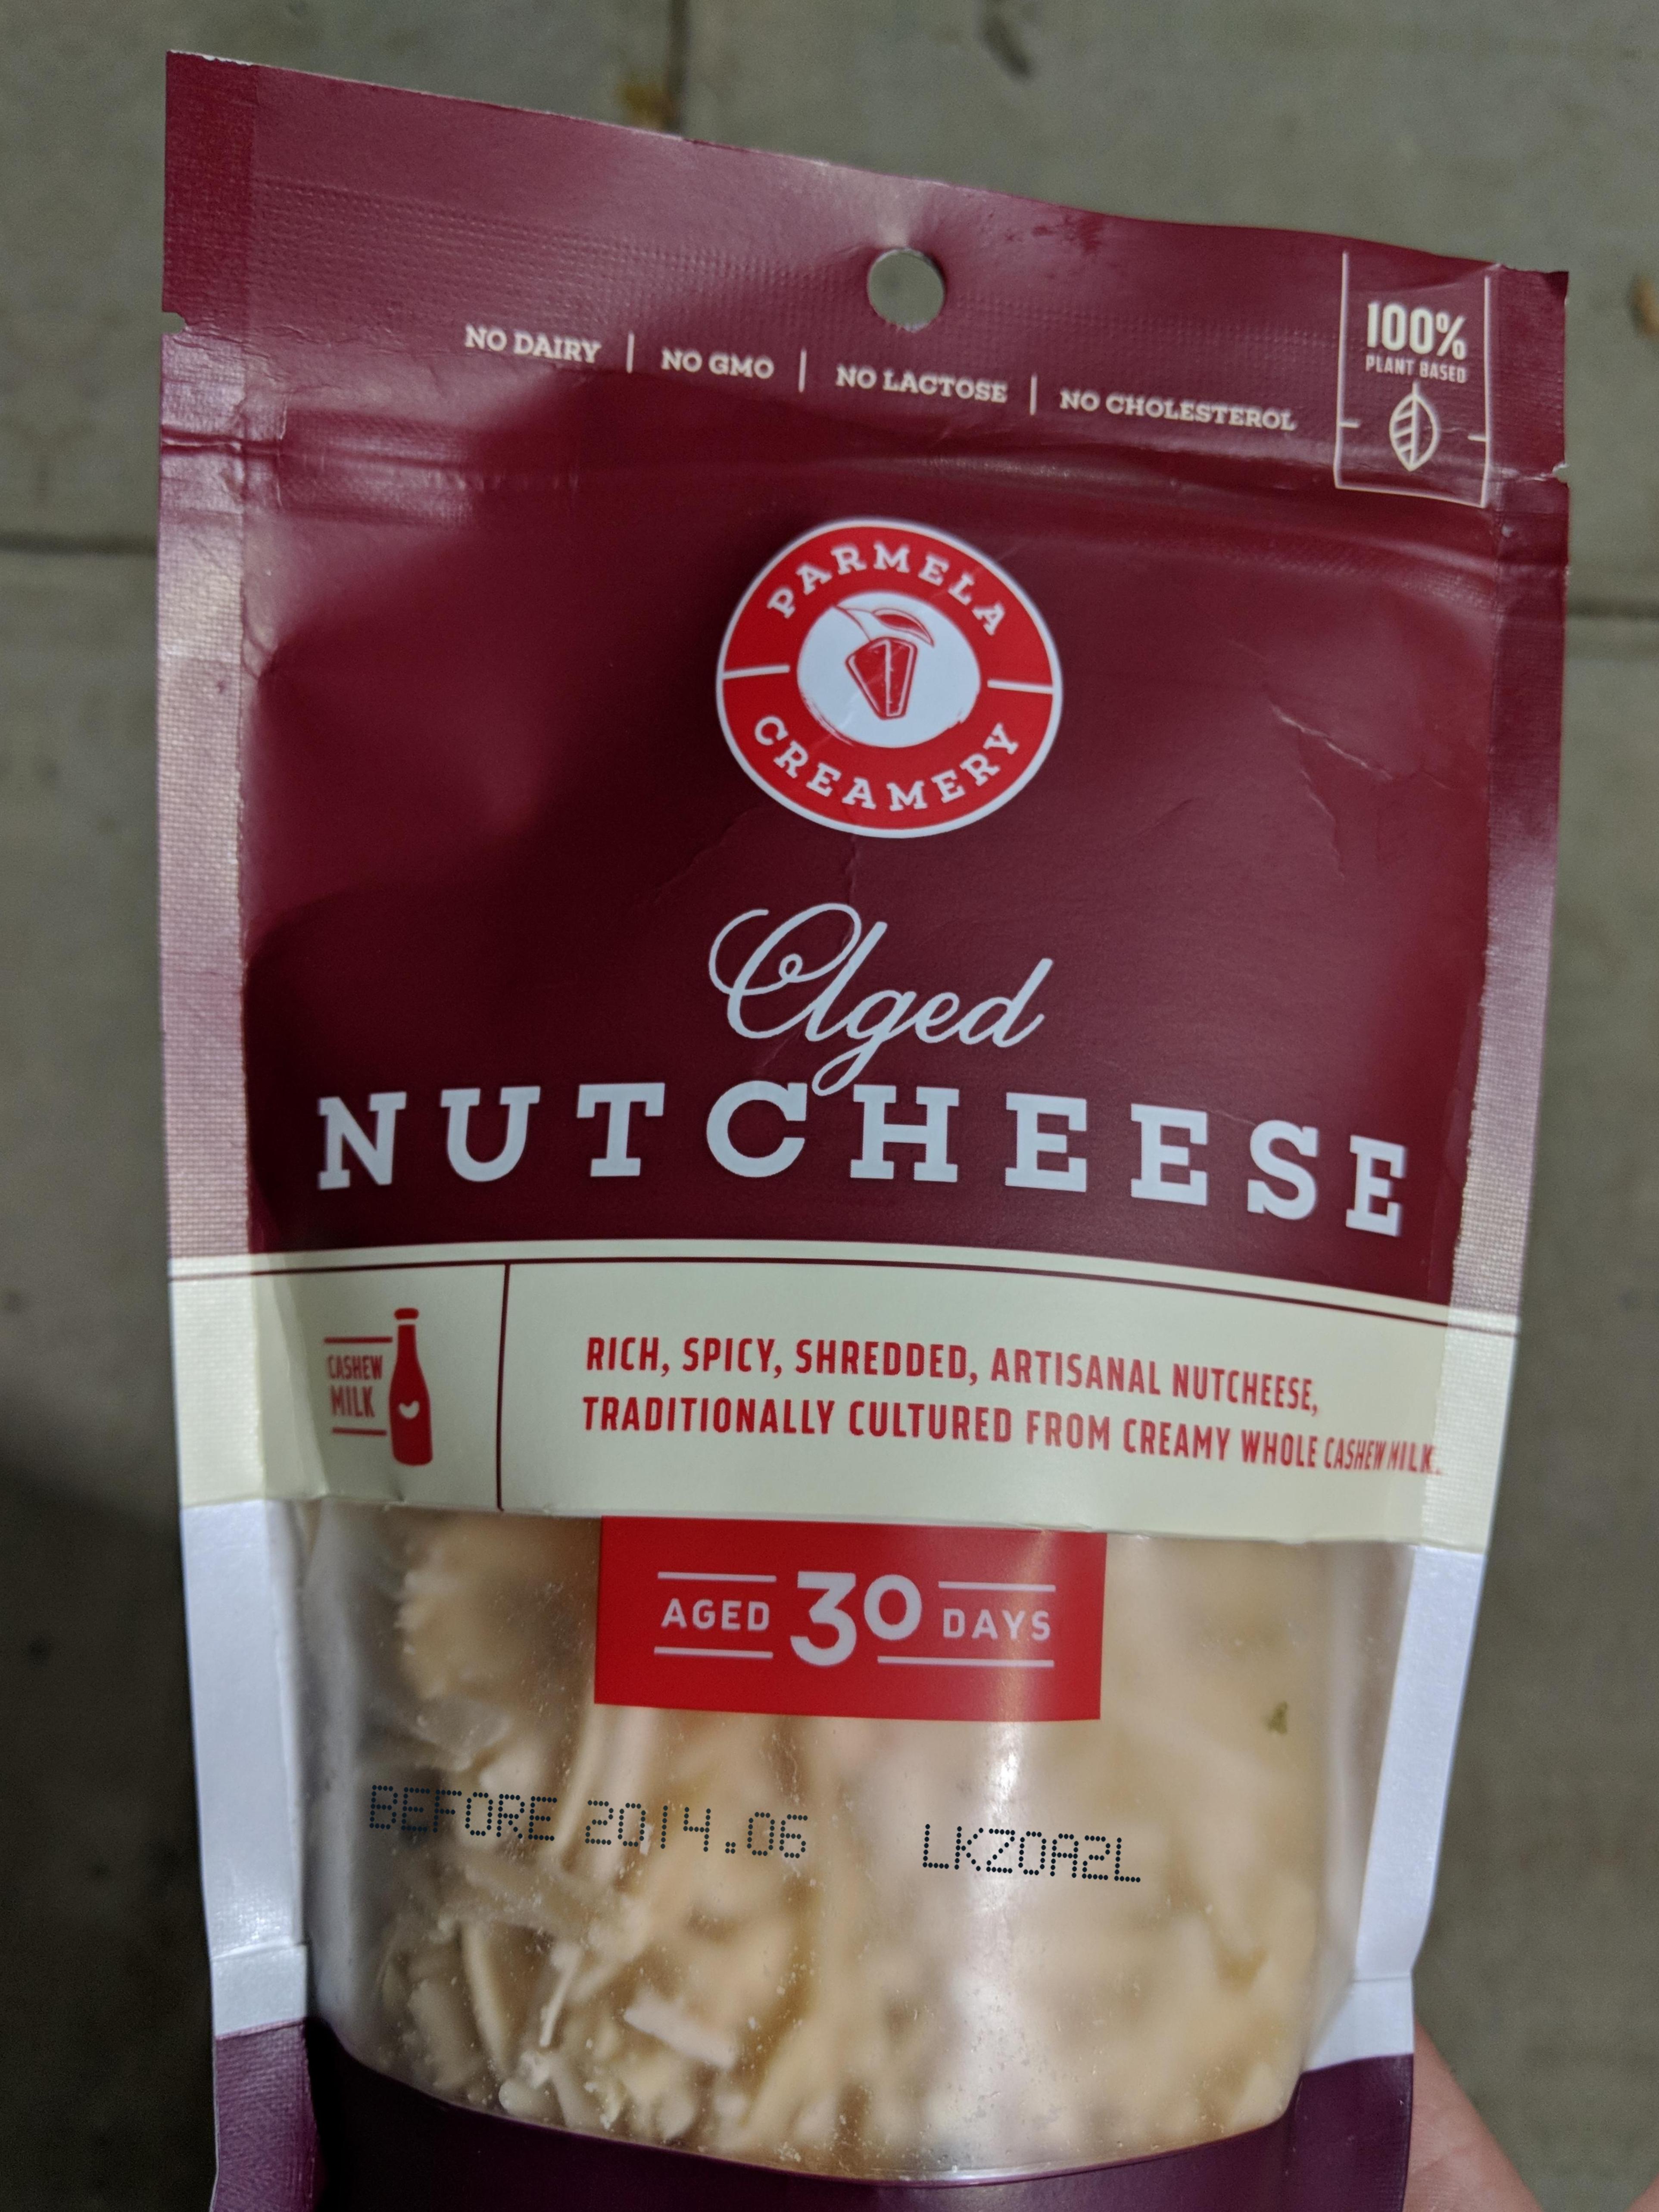 NO DAIRY | NO GMO | NO LACTOSE | NO CHOLESTEROL
100%
PLANT BASED
PARMELA
CREAMERY
Aged
NUTCHEESE
CASHEW
MILK
RICH, SPICY, SHREDDED, ARTISANAL NUTCHEESE,
TRADITIONALLY CULTURED FROM CREAMY WHOLE CASHEW MILK.
AGED 30 DAYS
BEFORE 2014.06 LKZOA2L